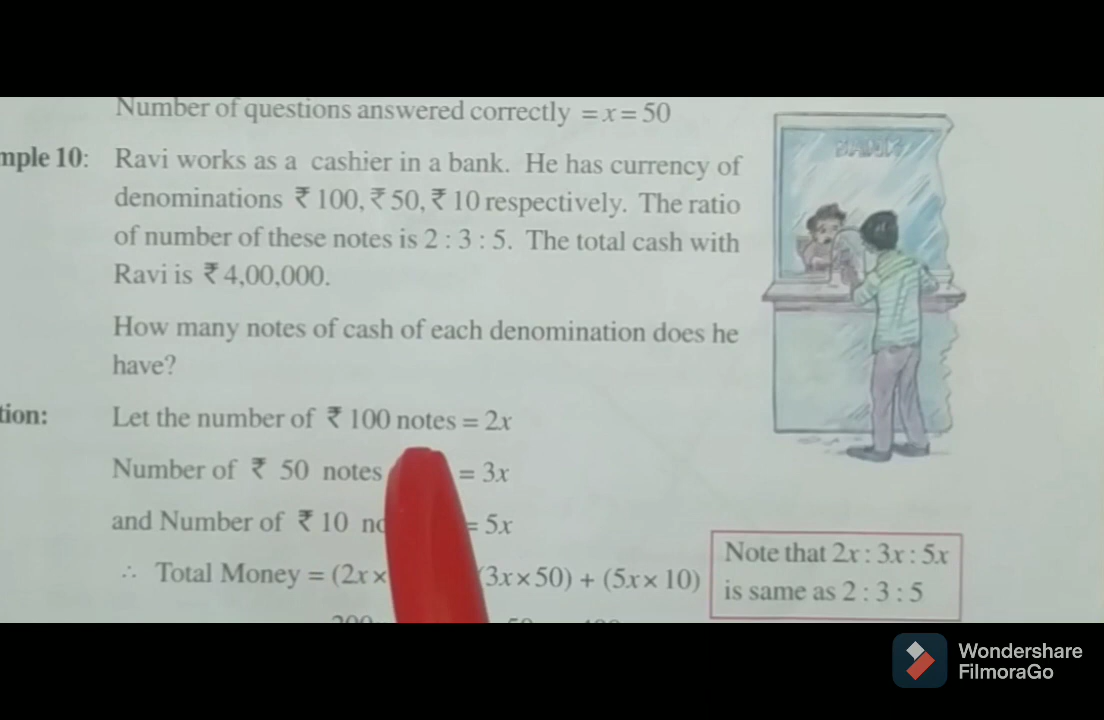 Number of questions answered correctly = x = 50
mple 10: Ravi works as a cashier in a bank. He has currency of
denominations ₹ 100, ₹ 50, ₹ 10 respectively. The ratio
of number of these notes is 2 : 3 : 5. The total cash with
Ravi is ₹ 4,00,000.
BANK
How many notes of cash of each denomination does he
have?
tion: Let the number of ₹ 100 notes = 2x
Number of ₹ 50 notes = 3x
and Number of ₹ 10 no = 5x
∴ Total Money = (2x × (3x × 50) + (5x × 10)
Note that 2x : 3x : 5x
is same as 2 : 3 : 5
Wondershare
FilmoraGo